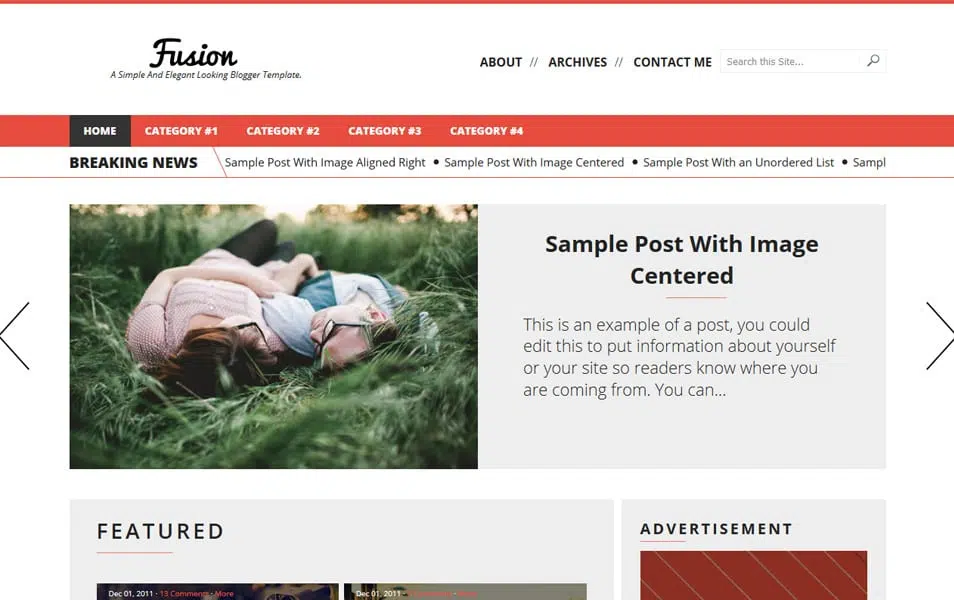 Fusion
A Simple And Elegant Looking Blogger Template.
ABOUT // ARCHIVES // CONTACT ME
Search this Site...
HOME CATEGORY #1 CATEGORY #2 CATEGORY #3 CATEGORY #4
BREAKING NEWS Sample Post With Image Aligned Right • Sample Post With Image Centered • Sample Post With an Unordered List • Sampl
Sample Post With Image
Centered
This is an example of a post, you could
edit this to put information about yourself
or your site so readers know where you
are coming from. You can...
FEATURED
ADVERTISEMENT
Dec 01, 2011 · 13 Comments · More
Dec 01, 2011 ·